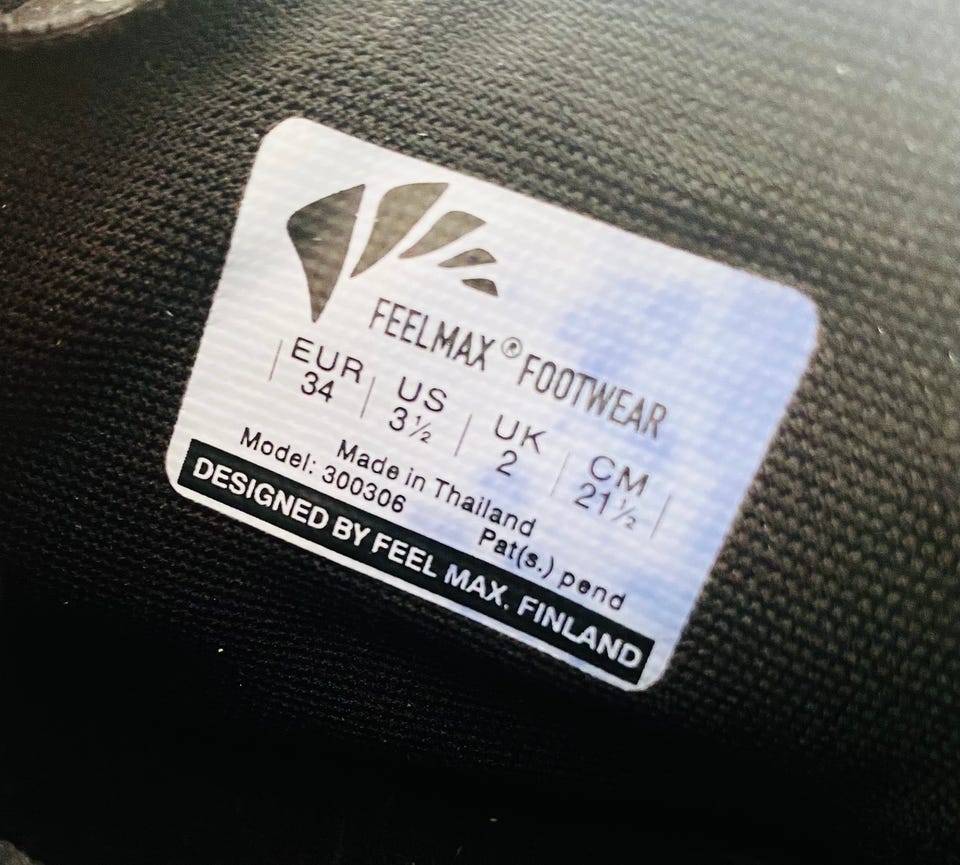 FEELMAX® FOOTWEAR
EUR US UK CM
34 3½ 2 21½
Made in Thailand
Model: 300306 Pat(s.) pend
DESIGNED BY FEEL MAX. FINLAND